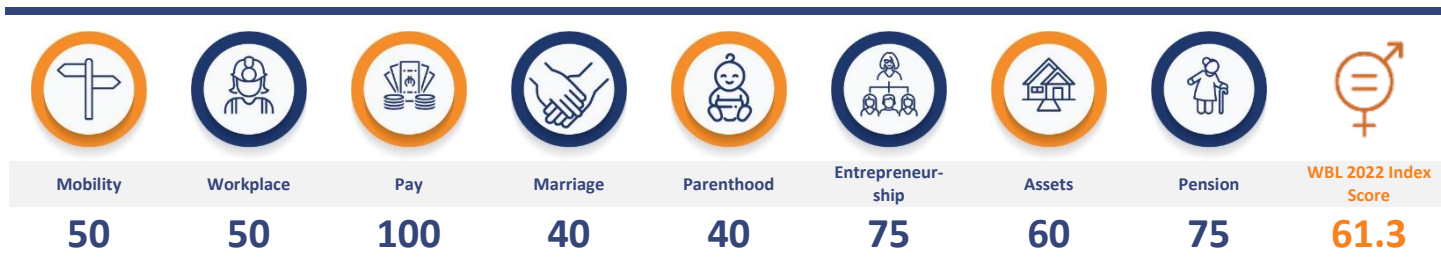 Mobility
Workplace
Pay
Marriage
Parenthood
Entrepreneur-
ship
Assets
Pension
WBL 2022 Index
Score
50
50
100
40
40
75
60
75
61.3